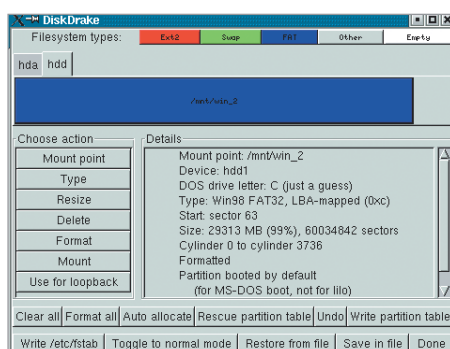 DiskDrake
Filesystem types: Ext2 Swap FAT Other Empty
hda hdd
/mnt/win_2
Choose action
Mount point
Type
Resize
Delete
Format
Mount
Use for loopback
Details
Mount point: /mnt/win_2
Device: hdd1
DOS drive letter: C (just a guess)
Type: Win98 FAT32, LBA-mapped (0xc)
Start: sector 63
Size: 29313 MB (99%), 60034842 sectors
Cylinder 0 to cylinder 3736
Formatted
Partition booted by default
(for MS-DOS boot, not for lilo)
Clear all Format all Auto allocate Rescue partition table Undo Write partition table
Write /etc/fstab Toggle to normal mode Restore from file Save in file Done